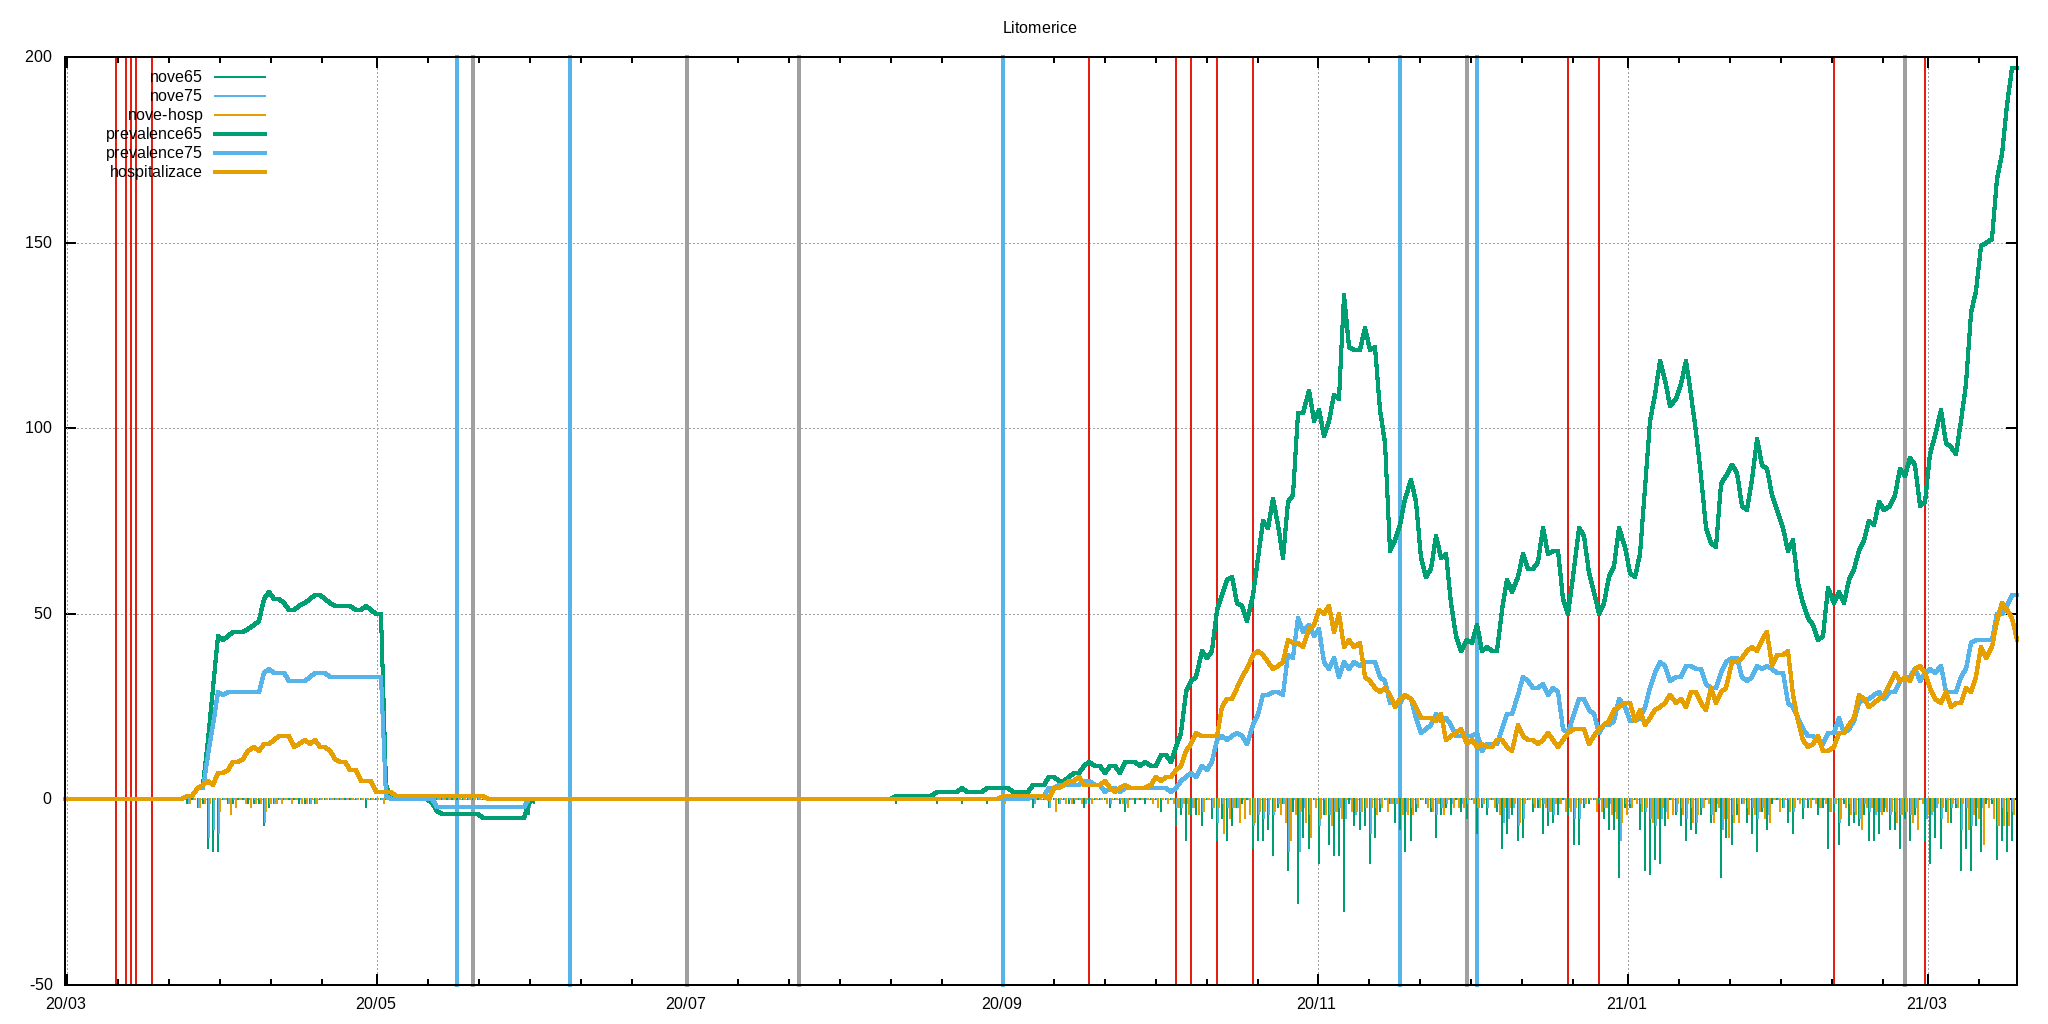 Litomerice
200
nove65
nove75
nove-hosp
prevalence65
prevalence75
hospitalizace
150
100
50
0
-50
20/03 20/05 20/07 20/09 20/11 21/01 21/03